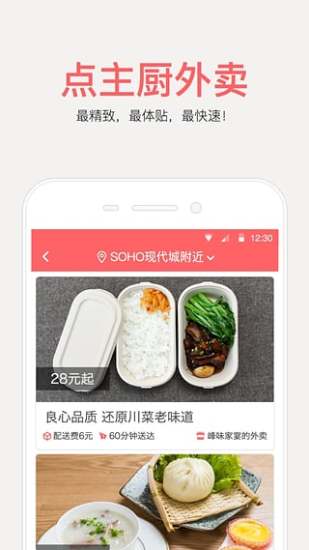 点主厨外卖
最精致，最体贴，最快速！
12:30
SOHO现代城附近
28元起
良心品质 还原川菜老味道
配送费6元 60分钟送达 峰味家宴的外卖